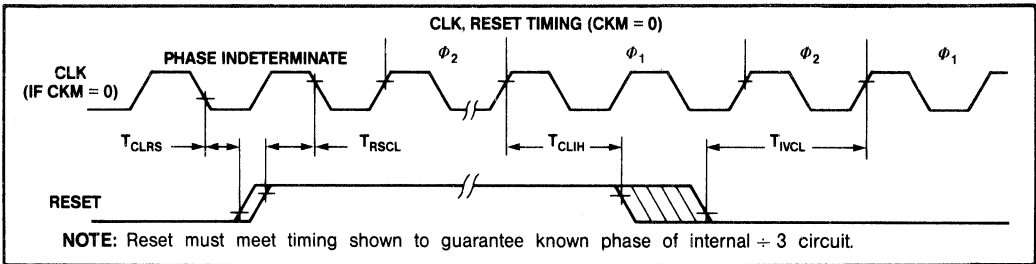 CLK, RESET TIMING (CKM = 0)
PHASE INDETERMINATE
Φ2
Φ1
Φ2
Φ1
CLK
(IF CKM = 0)
TCLRS
TRSCL
TCLIH
TIVCL
RESET
NOTE: Reset must meet timing shown to guarantee known phase of internal ÷ 3 circuit.